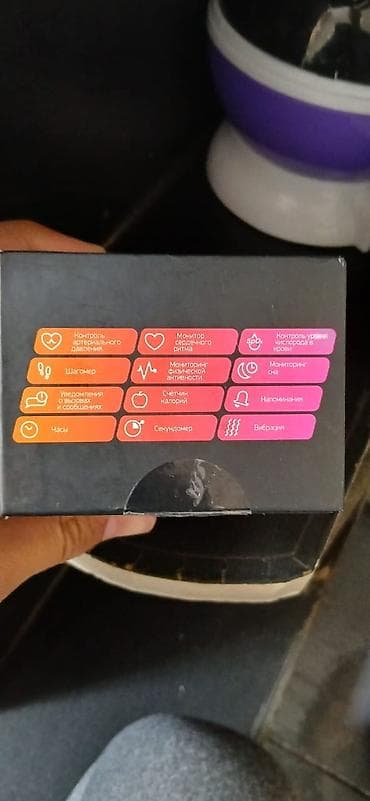 Контроль
артериального
давления
Монитор
сердечного
ритма
SpO₂
Контроль уровня
кислорода в
крови
Шагомер
Мониторинг
физической
активности
Мониторинг
сна
Уведомления
о вызовах
и сообщениях
Счетчик
калорий
Напоминания
Часы
Секундомер
Вибрация